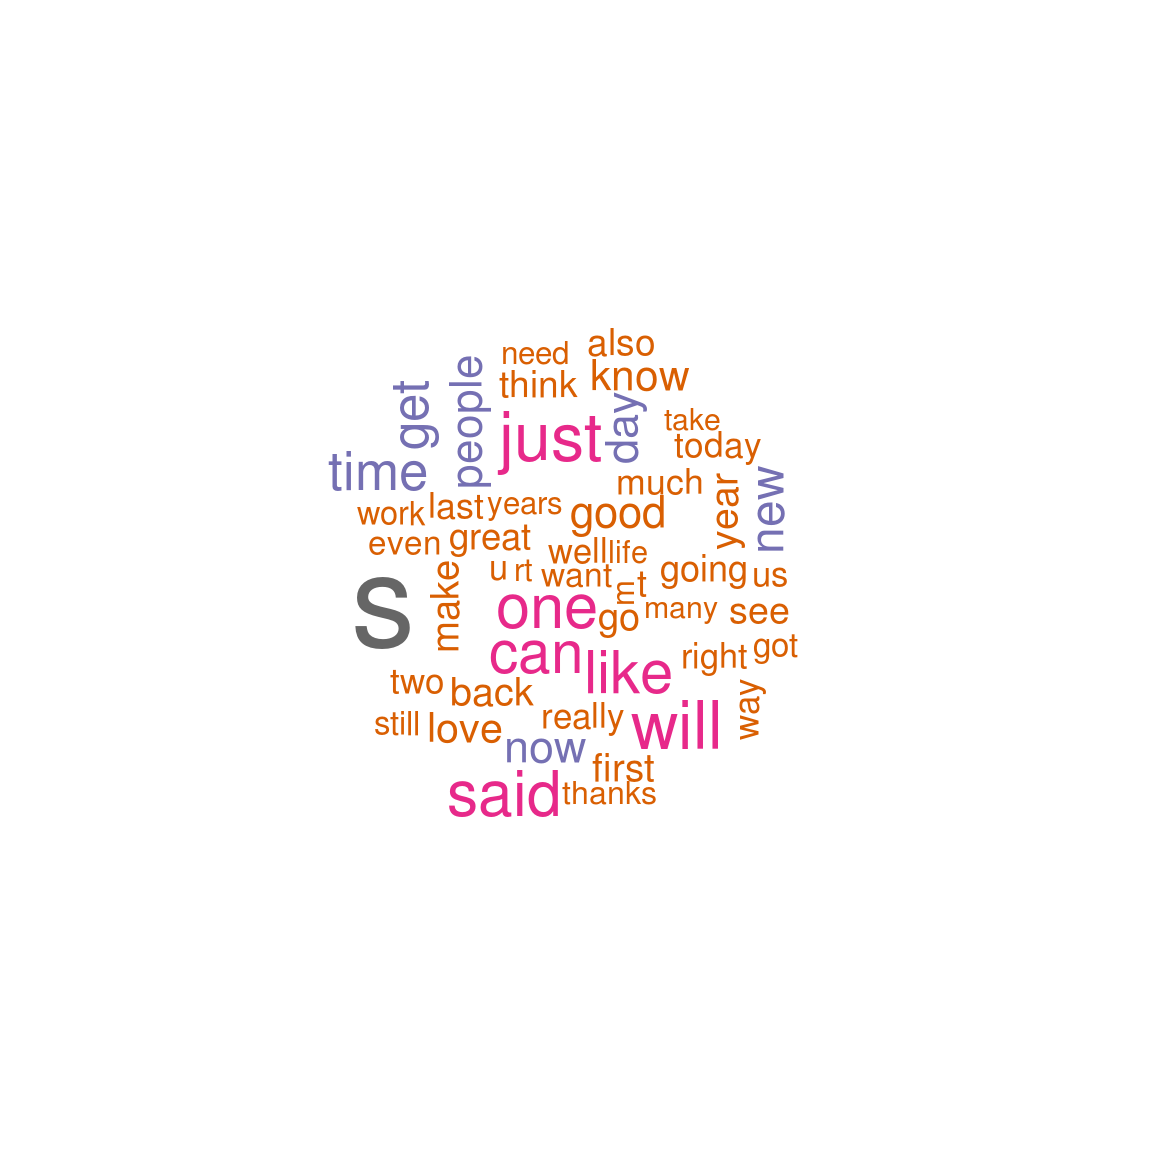 need
also
think
know
get
people
just
day
take
today
time
much
year
new
work
last
years
good
even
great
well
life
u
rt
want
m
t
going
us
s
make
one
go
many
see
can
like
right
got
two
back
way
still
love
really
will
now
first
said
thanks